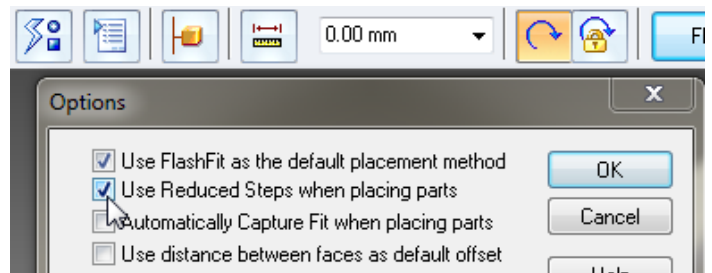 0.00 mm
Fl
Options
X
Use FlashFit as the default placement method
OK
Use Reduced Steps when placing parts
Automatically Capture Fit when placing parts
Cancel
Use distance between faces as default offset